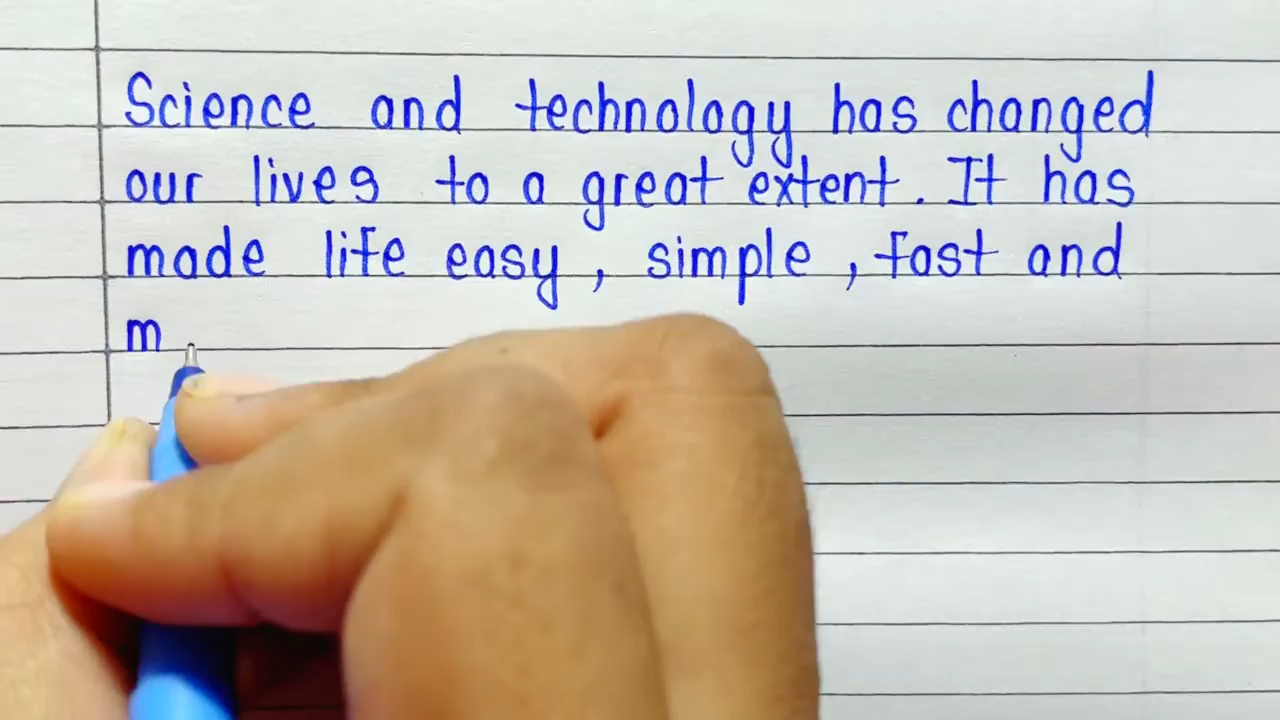 Science and technology has changed
our lives to a great extent. It has
made life easy, simple, fast and
m